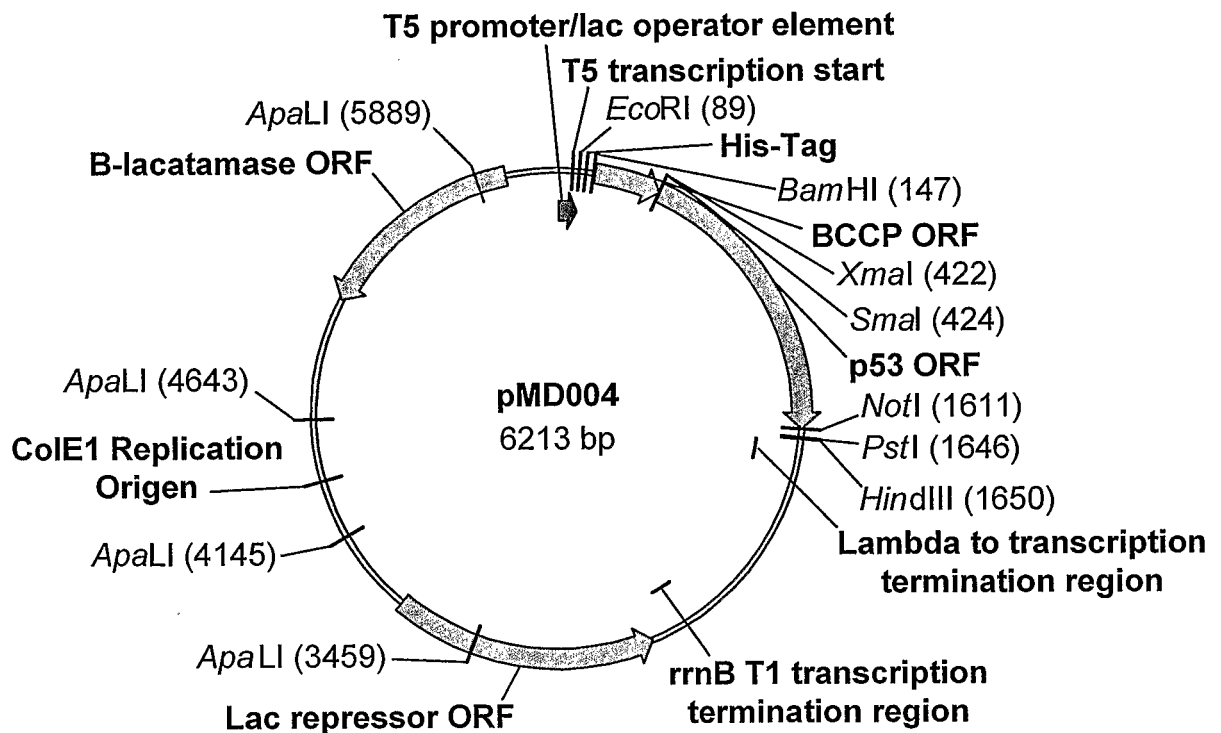 T5 promoter/lac operator element
T5 transcription start
EcoRI (89)
His-Tag
BamHI (147)
BCCP ORF
XmaI (422)
SmaI (424)
p53 ORF
NotI (1611)
PstI (1646)
HindIII (1650)
Lambda to transcription
termination region
rrnB T1 transcription
termination region
Lac repressor ORF
ApaLI (3459)
ApaLI (4145)
ColE1 Replication
Origen
ApaLI (4643)
B-lacatamase ORF
ApaLI (5889)
pMD004
6213 bp